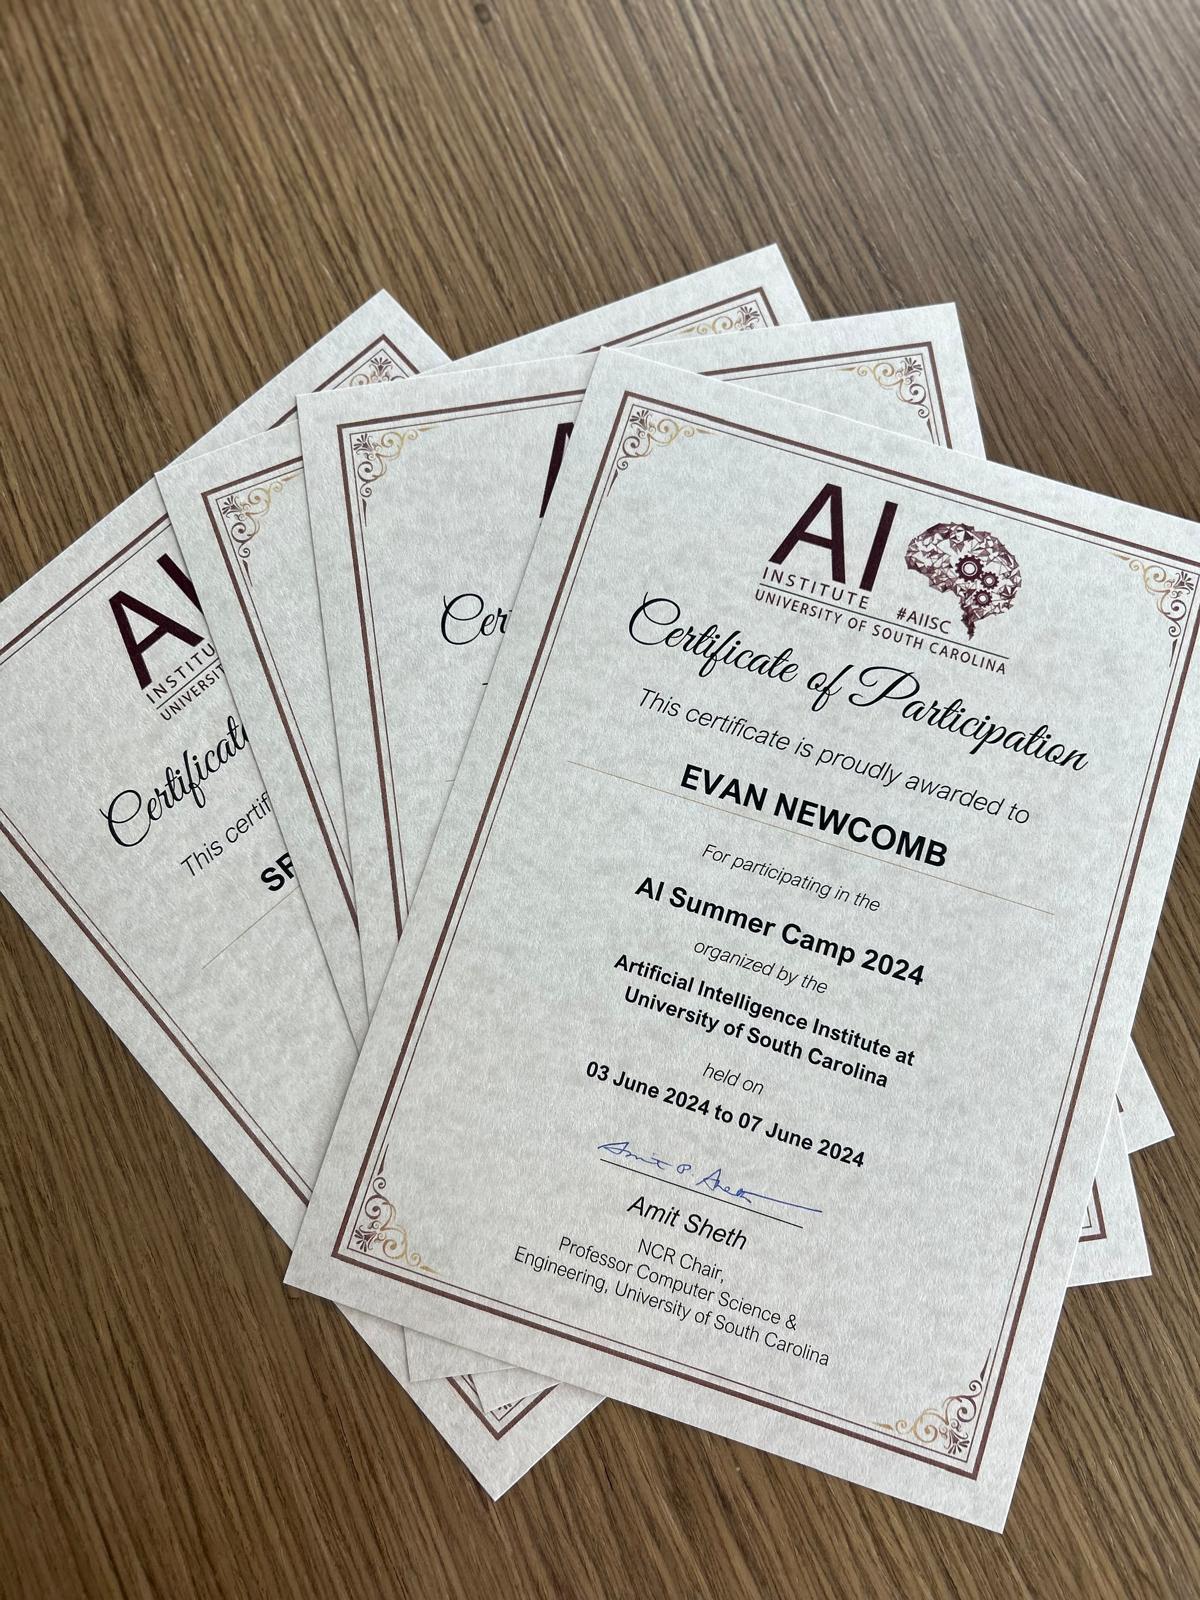 AI
INSTITUTE #AIISC
UNIVERSITY OF SOUTH CAROLINA
Certificate of Participation
This certificate is proudly awarded to
EVAN NEWCOMB
For participating in the
AI Summer Camp 2024
organized by the
Artificial Intelligence Institute at
University of South Carolina
held on
03 June 2024 to 07 June 2024
Amit P Sheth
Amit Sheth
NCR Chair,
Professor Computer Science &
Engineering, University of South Carolina
AI
INSTITU
UNIVERSIT
Certificat
This certif
Cer